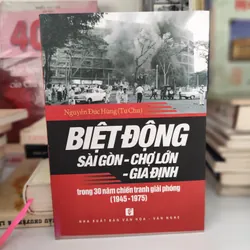 Nguyễn Đức Hùng (Tư Chu)
BIỆT ĐỘNG
SÀI GÒN - CHỢ LỚN
- GIA ĐỊNH
trong 30 năm chiến tranh giải phóng
(1945-1975)
NHÀ XUẤT BẢN VĂN HÓA - VĂN NGHỆ
40